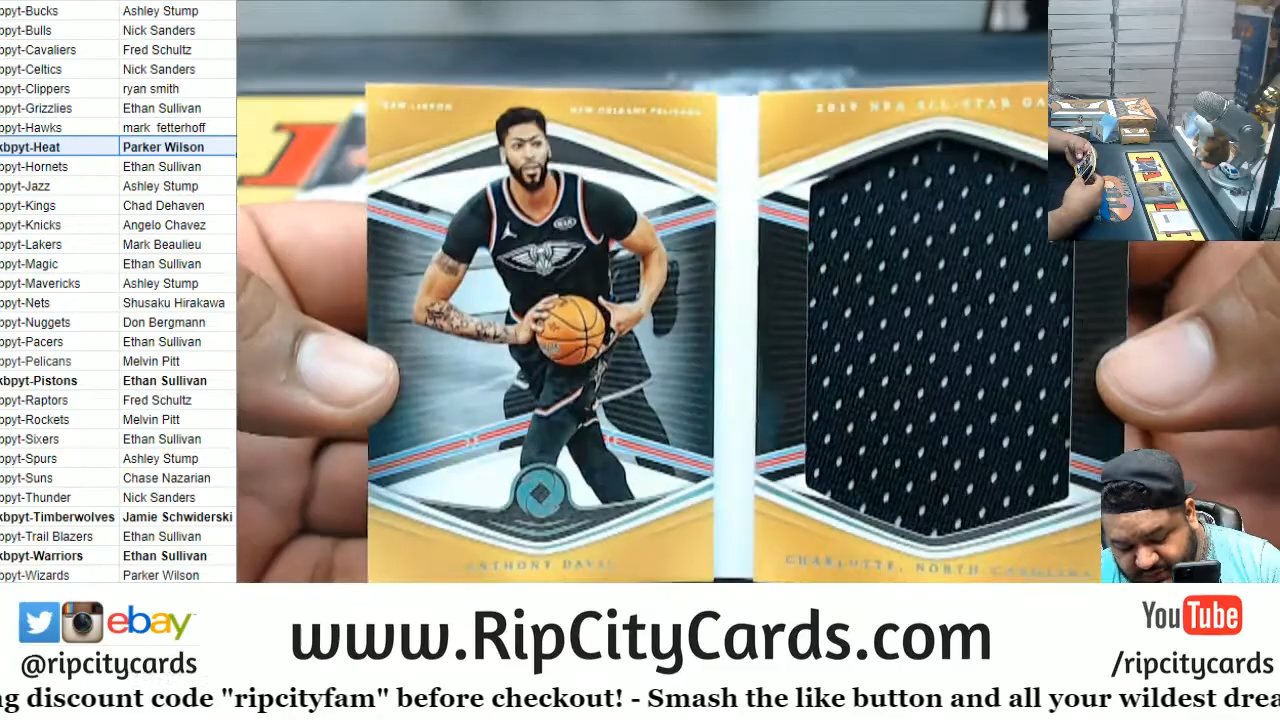 bpyt-Bucks Ashley Stump
bpyt-Bulls Nick Sanders
bpyt-Cavaliers Fred Schultz
bpyt-Celtics Nick Sanders
bpyt-Clippers ryan smith
bpyt-Grizzlies Ethan Sullivan
bpyt-Hawks mark fetterhoff
kbpyt-Heat Parker Wilson
bpyt-Hornets Ethan Sullivan
bpyt-Jazz Ashley Stump
bpyt-Kings Chad Dehaven
bpyt-Knicks Angelo Chavez
bpyt-Lakers Mark Beaulieu
bpyt-Magic Ethan Sullivan
bpyt-Mavericks Ashley Stump
bpyt-Nets Shusaku Hirakawa
bpyt-Nuggets Don Bergmann
bpyt-Pacers Ethan Sullivan
bpyt-Pelicans Melvin Pitt
kbpyt-Pistons Ethan Sullivan
bpyt-Raptors Fred Schultz
bpyt-Rockets Melvin Pitt
bpyt-Sixers Ethan Sullivan
bpyt-Spurs Ashley Stump
bpyt-Suns Chase Nazarian
bpyt-Thunder Nick Sanders
kbpyt-Timberwolves Jamie Schwiderski
bpyt-Trail Blazers Ethan Sullivan
kbpyt-Warriors Ethan Sullivan
bpyt-Wizards Parker Wilson
NEW ORLEANS PELICANS
2019 NBA ALL-STAR GA
ANTHONY DAVIS
CHARLOTTE, NORTH CAROLINA
ebay
@ripcitycards
www.RipCityCards.com
YouTube
/ripcitycards
ng discount code "ripcityfam" before checkout! - Smash the like button and all your wildest drea